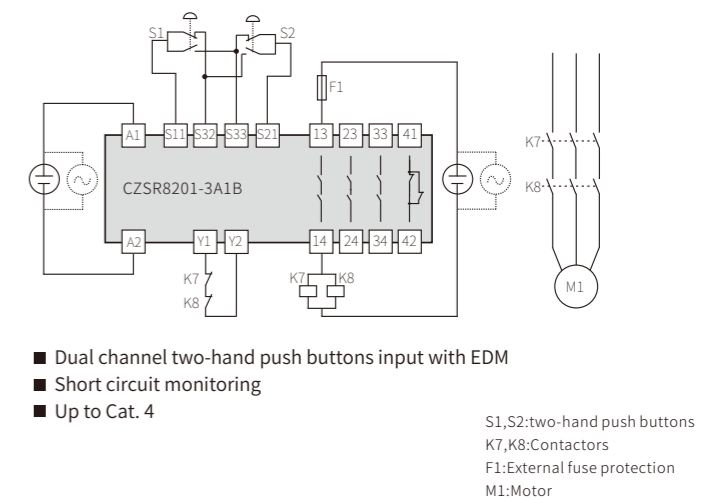 S1
S2
F1
A1
S11
S32
S33
S21
13
23
33
41
CZSR8201-3A1B
K7
K8
A2
Y1
Y2
14
24
34
42
K7
K8
K7
K8
M1
■ Dual channel two-hand push buttons input with EDM
■ Short circuit monitoring
■ Up to Cat. 4
S1,S2:two-hand push buttons
K7,K8:Contactors
F1:External fuse protection
M1:Motor